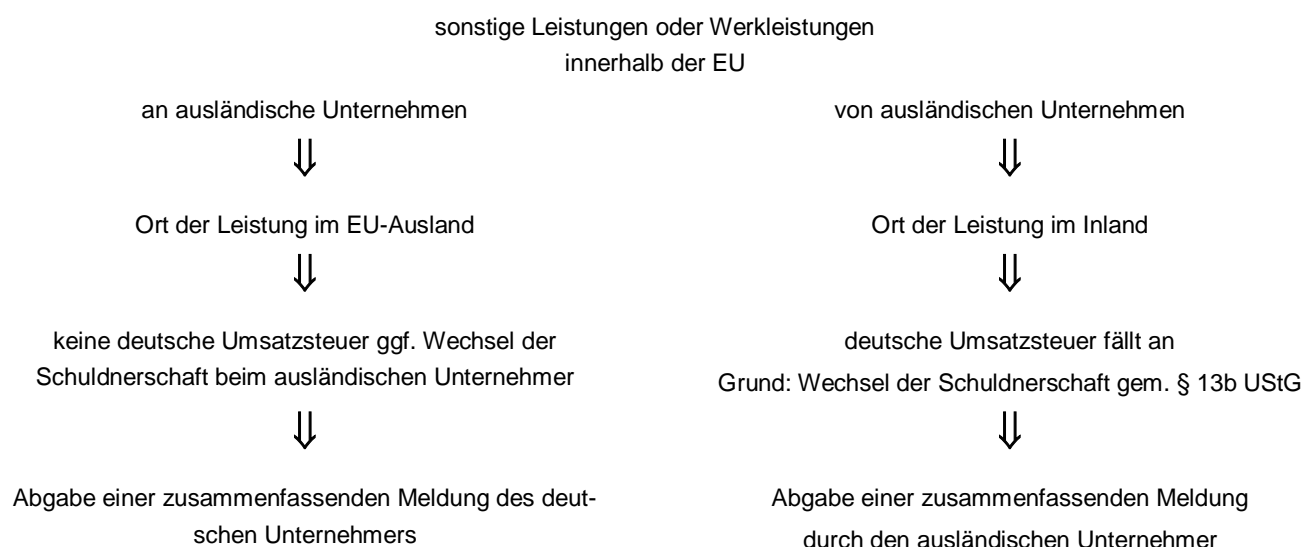 sonstige Leistungen oder Werkleistungen
innerhalb der EU
an ausländische Unternehmen
⇓
Ort der Leistung im EU-Ausland
⇓
keine deutsche Umsatzsteuer ggf. Wechsel der
Schuldnerschaft beim ausländischen Unternehmer
⇓
Abgabe einer zusammenfassenden Meldung des deut-
schen Unternehmers
von ausländischen Unternehmen
⇓
Ort der Leistung im Inland
⇓
deutsche Umsatzsteuer fällt an
Grund: Wechsel der Schuldnerschaft gem. § 13b UStG
⇓
Abgabe einer zusammenfassenden Meldung
durch den ausländischen Unternehmer